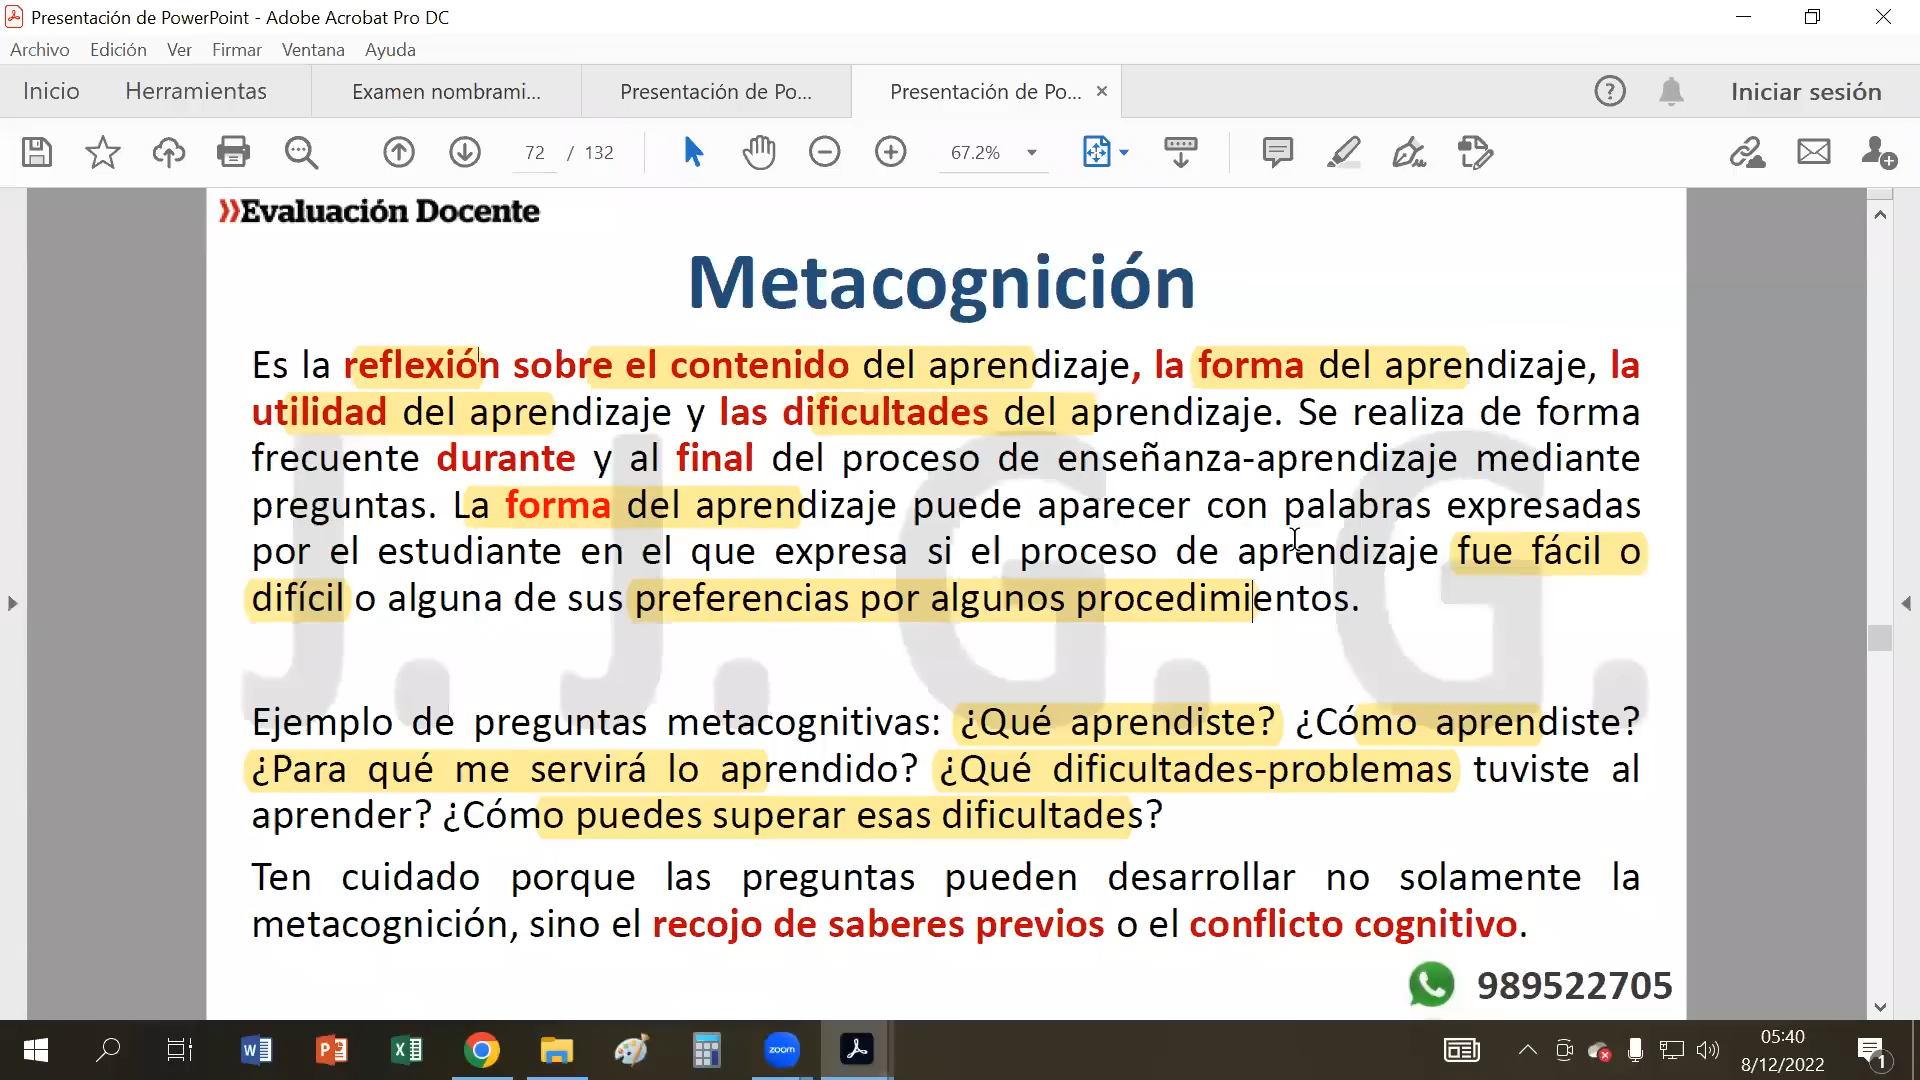 Presentación de PowerPoint - Adobe Acrobat Pro DC
Archivo Edición Ver Firmar Ventana Ayuda
Inicio Herramientas Examen nombrami... Presentación de Po... Presentación de Po... Iniciar sesión
72 / 132 67.2%
Evaluación Docente
Metacognición
Es la reflexión sobre el contenido del aprendizaje, la forma del aprendizaje, la
utilidad del aprendizaje y las dificultades del aprendizaje. Se realiza de forma
frecuente durante y al final del proceso de enseñanza-aprendizaje mediante
preguntas. La forma del aprendizaje puede aparecer con palabras expresadas
por el estudiante en el que expresa si el proceso de aprendizaje fue fácil o
difícil o alguna de sus preferencias por algunos procedimientos.
J. J. G. G.
Ejemplo de preguntas metacognitivas: ¿Qué aprendiste? ¿Cómo aprendiste?
¿Para qué me servirá lo aprendido? ¿Qué dificultades-problemas tuviste al
aprender? ¿Cómo puedes superar esas dificultades?
Ten cuidado porque las preguntas pueden desarrollar no solamente la
metacognición, sino el recojo de saberes previos o el conflicto cognitivo.
989522705
zoom
05:40
8/12/2022
1